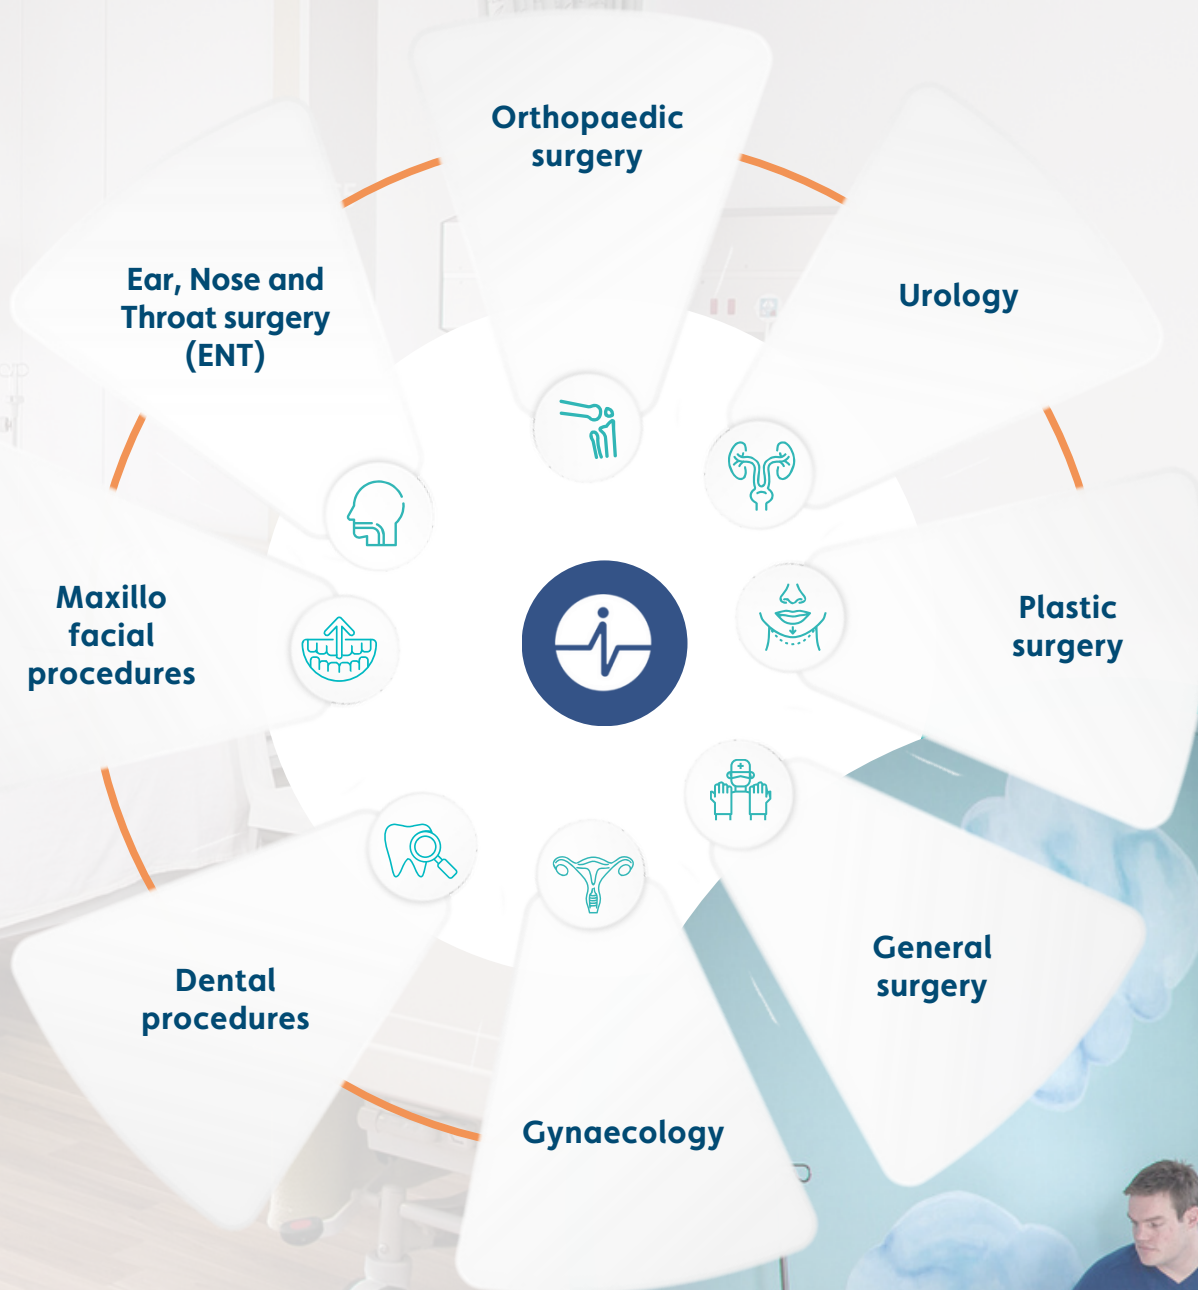 Orthopaedic
surgery
Urology
Plastic
surgery
General
surgery
Gynaecology
Dental
procedures
Maxillo
facial
procedures
Ear, Nose and
Throat surgery
(ENT)